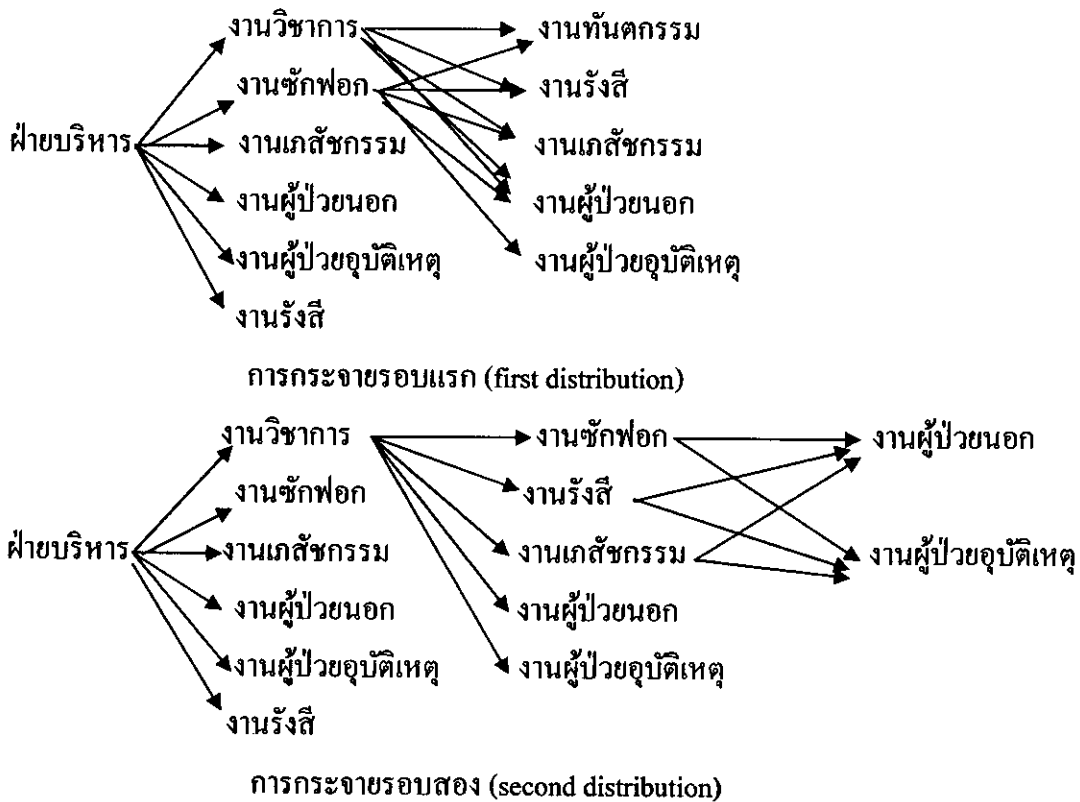 งานวิชาการ งานทันตกรรม
งานซักฟอก งานรังสี
ฝ่ายบริหาร งานเภสัชกรรม งานเภสัชกรรม
งานผู้ป่วยนอก งานผู้ป่วยนอก
งานผู้ป่วยอุบัติเหตุ งานผู้ป่วยอุบัติเหตุ
งานรังสี
การกระจายรอบแรก (first distribution)
งานวิชาการ งานซักฟอก งานผู้ป่วยนอก
งานซักฟอก งานรังสี
ฝ่ายบริหาร งานเภสัชกรรม งานเภสัชกรรม งานผู้ป่วยอุบัติเหตุ
งานผู้ป่วยนอก งานผู้ป่วยนอก
งานผู้ป่วยอุบัติเหตุ งานผู้ป่วยอุบัติเหตุ
งานรังสี
การกระจายรอบสอง (second distribution)